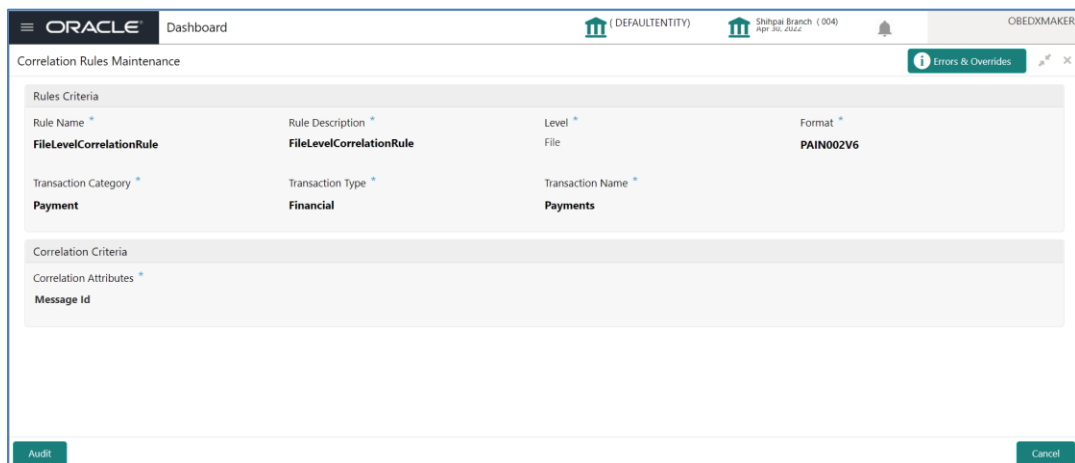 ORACLE Dashboard ( DEFAULTENTITY) Shihpai Branch ( 004) OBEDXMAKER
Apr 30, 2022
Correlation Rules Maintenance Errors & Overrides
Rules Criteria
Rule Name * Rule Description * Level * Format *
FileLevelCorrelationRule FileLevelCorrelationRule File PAIN002V6
Transaction Category * Transaction Type * Transaction Name *
Payment Financial Payments
Correlation Criteria
Correlation Attributes *
Message Id
Audit Cancel